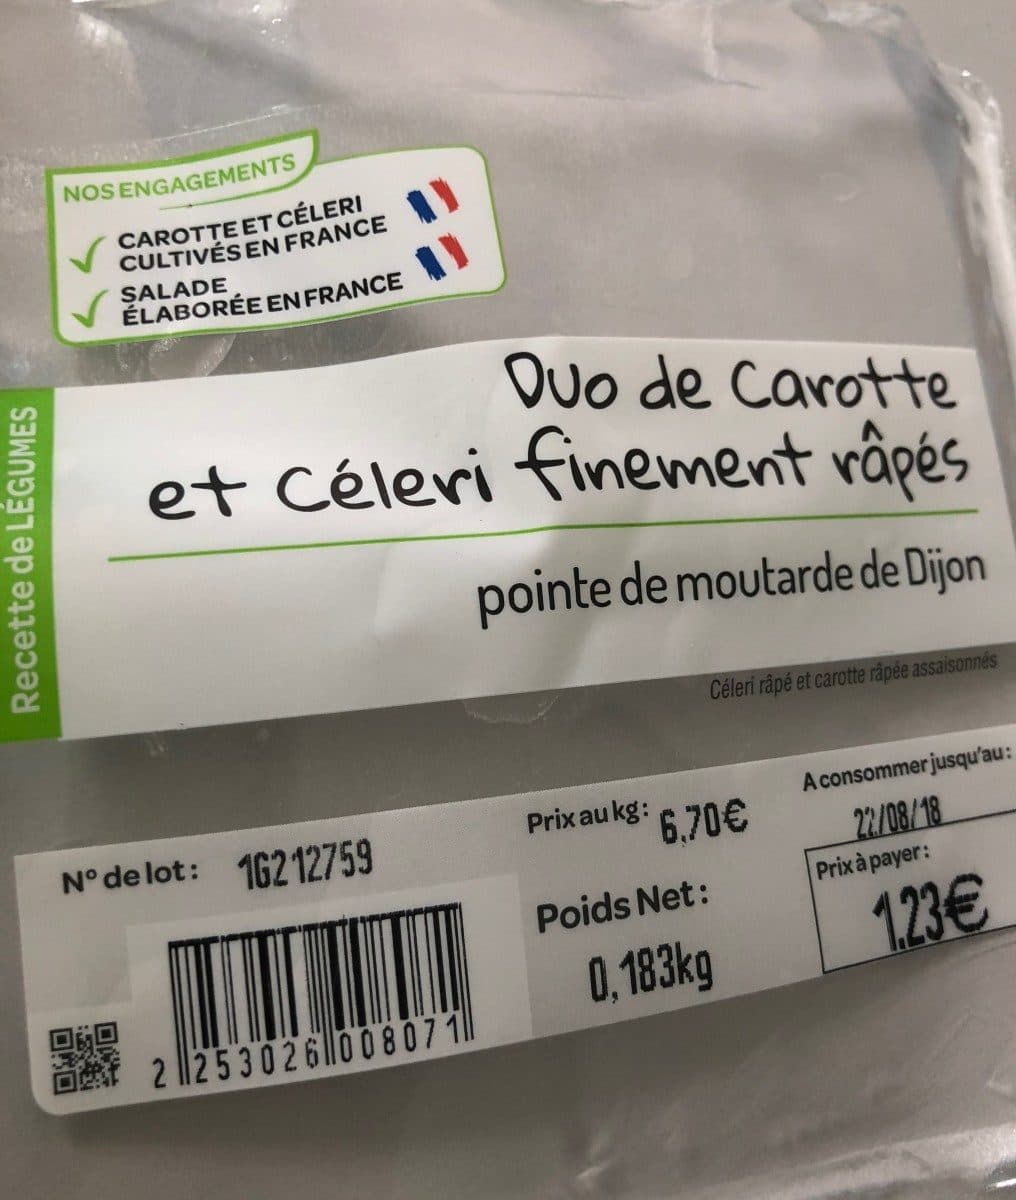 NOS ENGAGEMENTS
CAROTTE ET CÉLERI
CULTIVÉS EN FRANCE
SALADE
ÉLABORÉE EN FRANCE
Recette de LÉGUMES
Duo de Carotte
et Céleri finement râpés
pointe de moutarde de Dijon
Céleri râpé et carotte râpée assaisonnés
N° de lot: 1G212759
Prix au kg: 6,70€
A consommer jusqu'au:
22/08/18
Poids Net:
0,183kg
Prix à payer:
1.23€
2 253026 008071